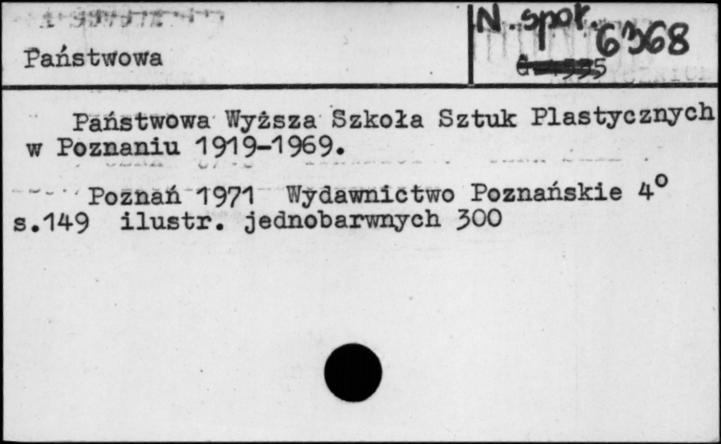 N. społ.
6368
Państwowa
Państwowa Wyższa Szkoła Sztuk Plastycznych
w Poznaniu 1919-1969.
Poznań 1971 Wydawnictwo Poznańskie 4°
s.149 ilustr. jednobarwnych 300